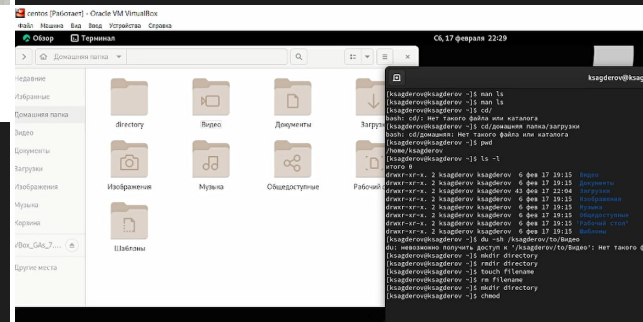 centos [Работает] - Oracle VM VirtualBox
Файл Машина Вид Ввод Устройства Справка
Обзор Терминал Сб, 17 февраля 22:29
Домашняя папка
Недавние
Избранные
Домашняя папка
Видео
Документы
Загрузки
Изображения
Музыка
Корзина
VBox_GAs_7....
Другие места
directory Видео Документы Загруз
Изображения Музыка Общедоступные Рабочий
Шаблоны
ksagderov@ksag
[ksagderov@ksagderov ~]$ man ls
[ksagderov@ksagderov ~]$ man ls
[ksagderov@ksagderov ~]$ cd/
bash: cd/: Нет такого файла или каталога
[ksagderov@ksagderov ~]$ cd/домашняя папка/загрузки
bash: cd/домашняя: Нет такого файла или каталога
[ksagderov@ksagderov ~]$ pwd
/home/ksagderov
[ksagderov@ksagderov ~]$ ls -l
итого 0
drwxr-xr-x. 2 ksagderov ksagderov 6 фев 17 19:15 Видео
drwxr-xr-x. 2 ksagderov ksagderov 6 фев 17 19:15 Документы
drwxr-xr-x. 2 ksagderov ksagderov 43 фев 17 22:04 Загрузки
drwxr-xr-x. 2 ksagderov ksagderov 6 фев 17 19:15 Изображения
drwxr-xr-x. 2 ksagderov ksagderov 6 фев 17 19:15 Музыка
drwxr-xr-x. 2 ksagderov ksagderov 6 фев 17 19:15 Общедоступные
drwxr-xr-x. 2 ksagderov ksagderov 6 фев 17 19:15 'Рабочий стол'
drwxr-xr-x. 2 ksagderov ksagderov 6 фев 17 19:15 Шаблоны
[ksagderov@ksagderov ~]$ du -sh /ksagderov/to/Видео
du: невозможно получить доступ к '/ksagderov/to/Видео': Нет такого ф
[ksagderov@ksagderov ~]$ mkdir directory
[ksagderov@ksagderov ~]$ rmdir directory
[ksagderov@ksagderov ~]$ touch filename
[ksagderov@ksagderov ~]$ rm filename
[ksagderov@ksagderov ~]$ mkdir directory
[ksagderov@ksagderov ~]$ chmod